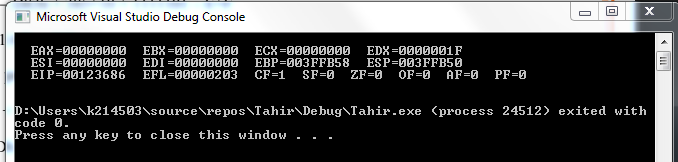 Microsoft Visual Studio Debug Console
EAX=00000000 EBX=00000000 ECX=00000000 EDX=0000001F
ESI=00000000 EDI=00000000 EBP=003FFB58 ESP=003FFB50
EIP=00123686 EFL=00000203 CF=1 SF=0 ZF=0 OF=0 AF=0 PF=0
D:\Users\k214503\source\repos\Tahir\Debug\Tahir.exe (process 24512) exited with
code 0.
Press any key to close this window . . .